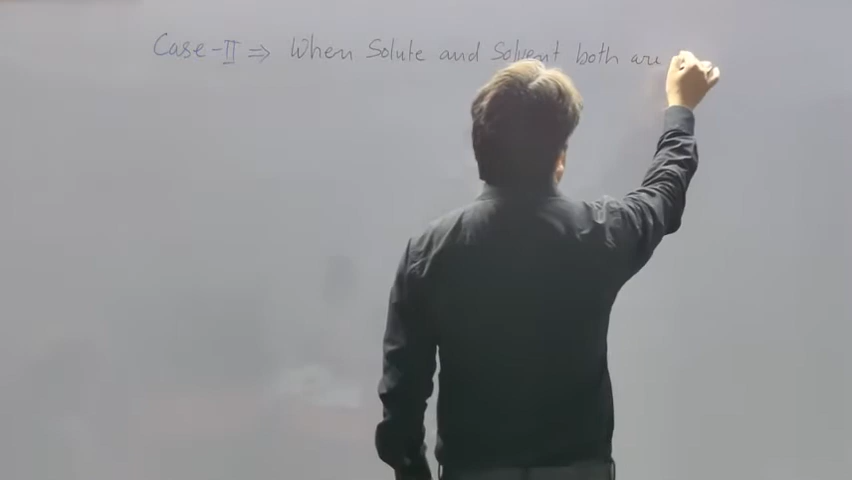 Case-II ⇒ When Solute and Solvent both are